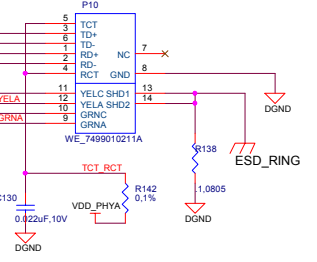 P10
5 TCT
3 TD+
6 TD-
1 RD+ NC 7
2 RD-
4 RCT GND 8
11 YELC SHD1 13
YELA 12 YELA SHD2 14
10 GRNC
GRNA 9 GRNA
WE_7499010211A
DGND
R138
ESD_RING
.1,0805
TCT_RCT
R142
0,1%
VDD_PHYA
C130
0.022uF,10V
DGND
DGND